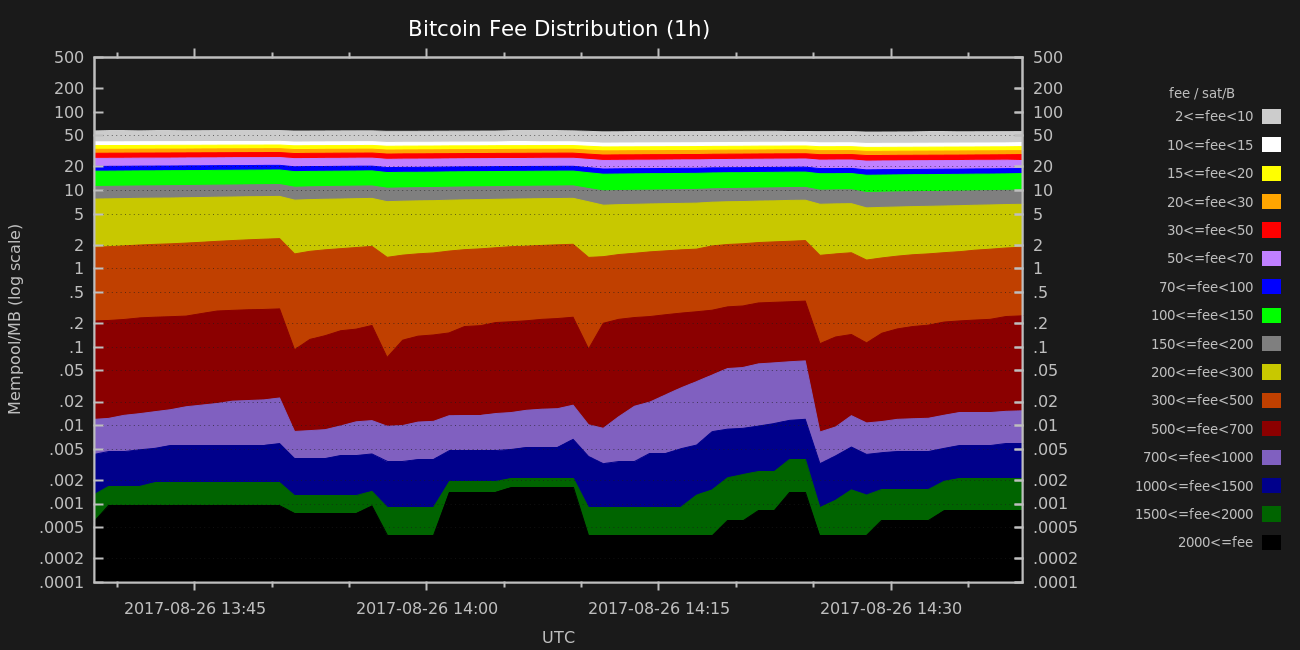 Bitcoin Fee Distribution (1h)
Mempool/MB (log scale)
500
200
100
50
20
10
5
2
1
.5
.2
.1
.05
.02
.01
.005
.002
.001
.0005
.0002
.0001
500
200
100
50
20
10
5
2
1
.5
.2
.1
.05
.02
.01
.005
.002
.001
.0005
.0002
.0001
2017-08-26 13:45 2017-08-26 14:00 2017-08-26 14:15 2017-08-26 14:30
UTC
fee / sat/B
2<=fee<10
10<=fee<15
15<=fee<20
20<=fee<30
30<=fee<50
50<=fee<70
70<=fee<100
100<=fee<150
150<=fee<200
200<=fee<300
300<=fee<500
500<=fee<700
700<=fee<1000
1000<=fee<1500
1500<=fee<2000
2000<=fee